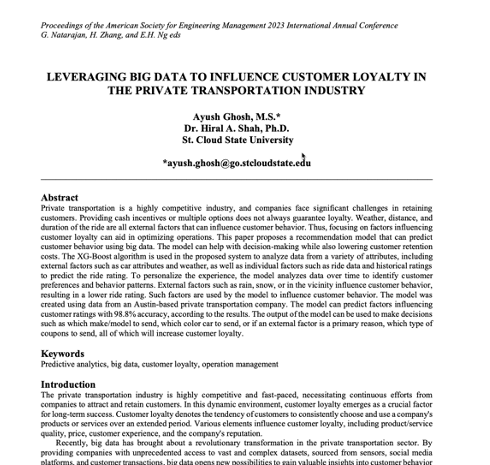 Proceedings of the American Society for Engineering Management 2023 International Annual Conference
G. Natarajan, H. Zhang, and E.H. Ng eds
LEVERAGING BIG DATA TO INFLUENCE CUSTOMER LOYALTY IN
THE PRIVATE TRANSPORTATION INDUSTRY
Ayush Ghosh, M.S.*
Dr. Hiral A. Shah, Ph.D.
St. Cloud State University
*ayush.ghosh@go.stcloudstate.edu
Abstract
Private transportation is a highly competitive industry, and companies face significant challenges in retaining
customers. Providing cash incentives or multiple options does not always guarantee loyalty. Weather, distance, and
duration of the ride are all external factors that can influence customer behavior. Thus, focusing on factors influencing
customer loyalty can aid in optimizing operations. This paper proposes a recommendation model that can predict
customer behavior using big data. The model can help with decision-making while also lowering customer retention
costs. The XG-Boost algorithm is used in the proposed system to analyze data from a variety of attributes, including
external factors such as car attributes and weather, as well as individual factors such as ride data and historical ratings
to predict the ride rating. To personalize the experience, the model analyzes data over time to identify customer
preferences and behavior patterns. External factors such as rain, snow, or in the vicinity influence customer behavior,
resulting in a lower ride rating. Such factors are used by the model to influence customer behavior. The model was
created using data from an Austin-based private transportation company. The model can predict factors influencing
customer ratings with 98.8% accuracy, according to the results. The output of the model can be used to make decisions
such as which make/model to send, which color car to send, or if an external factor is a primary reason, which type of
coupons to send, all of which will increase customer loyalty.
Keywords
Predictive analytics, big data, customer loyalty, operation management
Introduction
The private transportation industry is highly competitive and fast-paced, necessitating continuous efforts from
companies to attract and retain customers. In this dynamic environment, customer loyalty emerges as a crucial factor
for long-term success. Customer loyalty denotes the tendency of customers to consistently choose and use a company's
products or services over an extended period. Various elements influence customer loyalty, including product/service
quality, price, customer experience, and the company's reputation.
Recently, big data has brought about a revolutionary transformation in the private transportation sector. By
providing companies with unprecedented access to vast and complex datasets, sourced from sensors, social media
platforms, and customer transactions, big data opens new possibilities to gain valuable insights into customer behavior